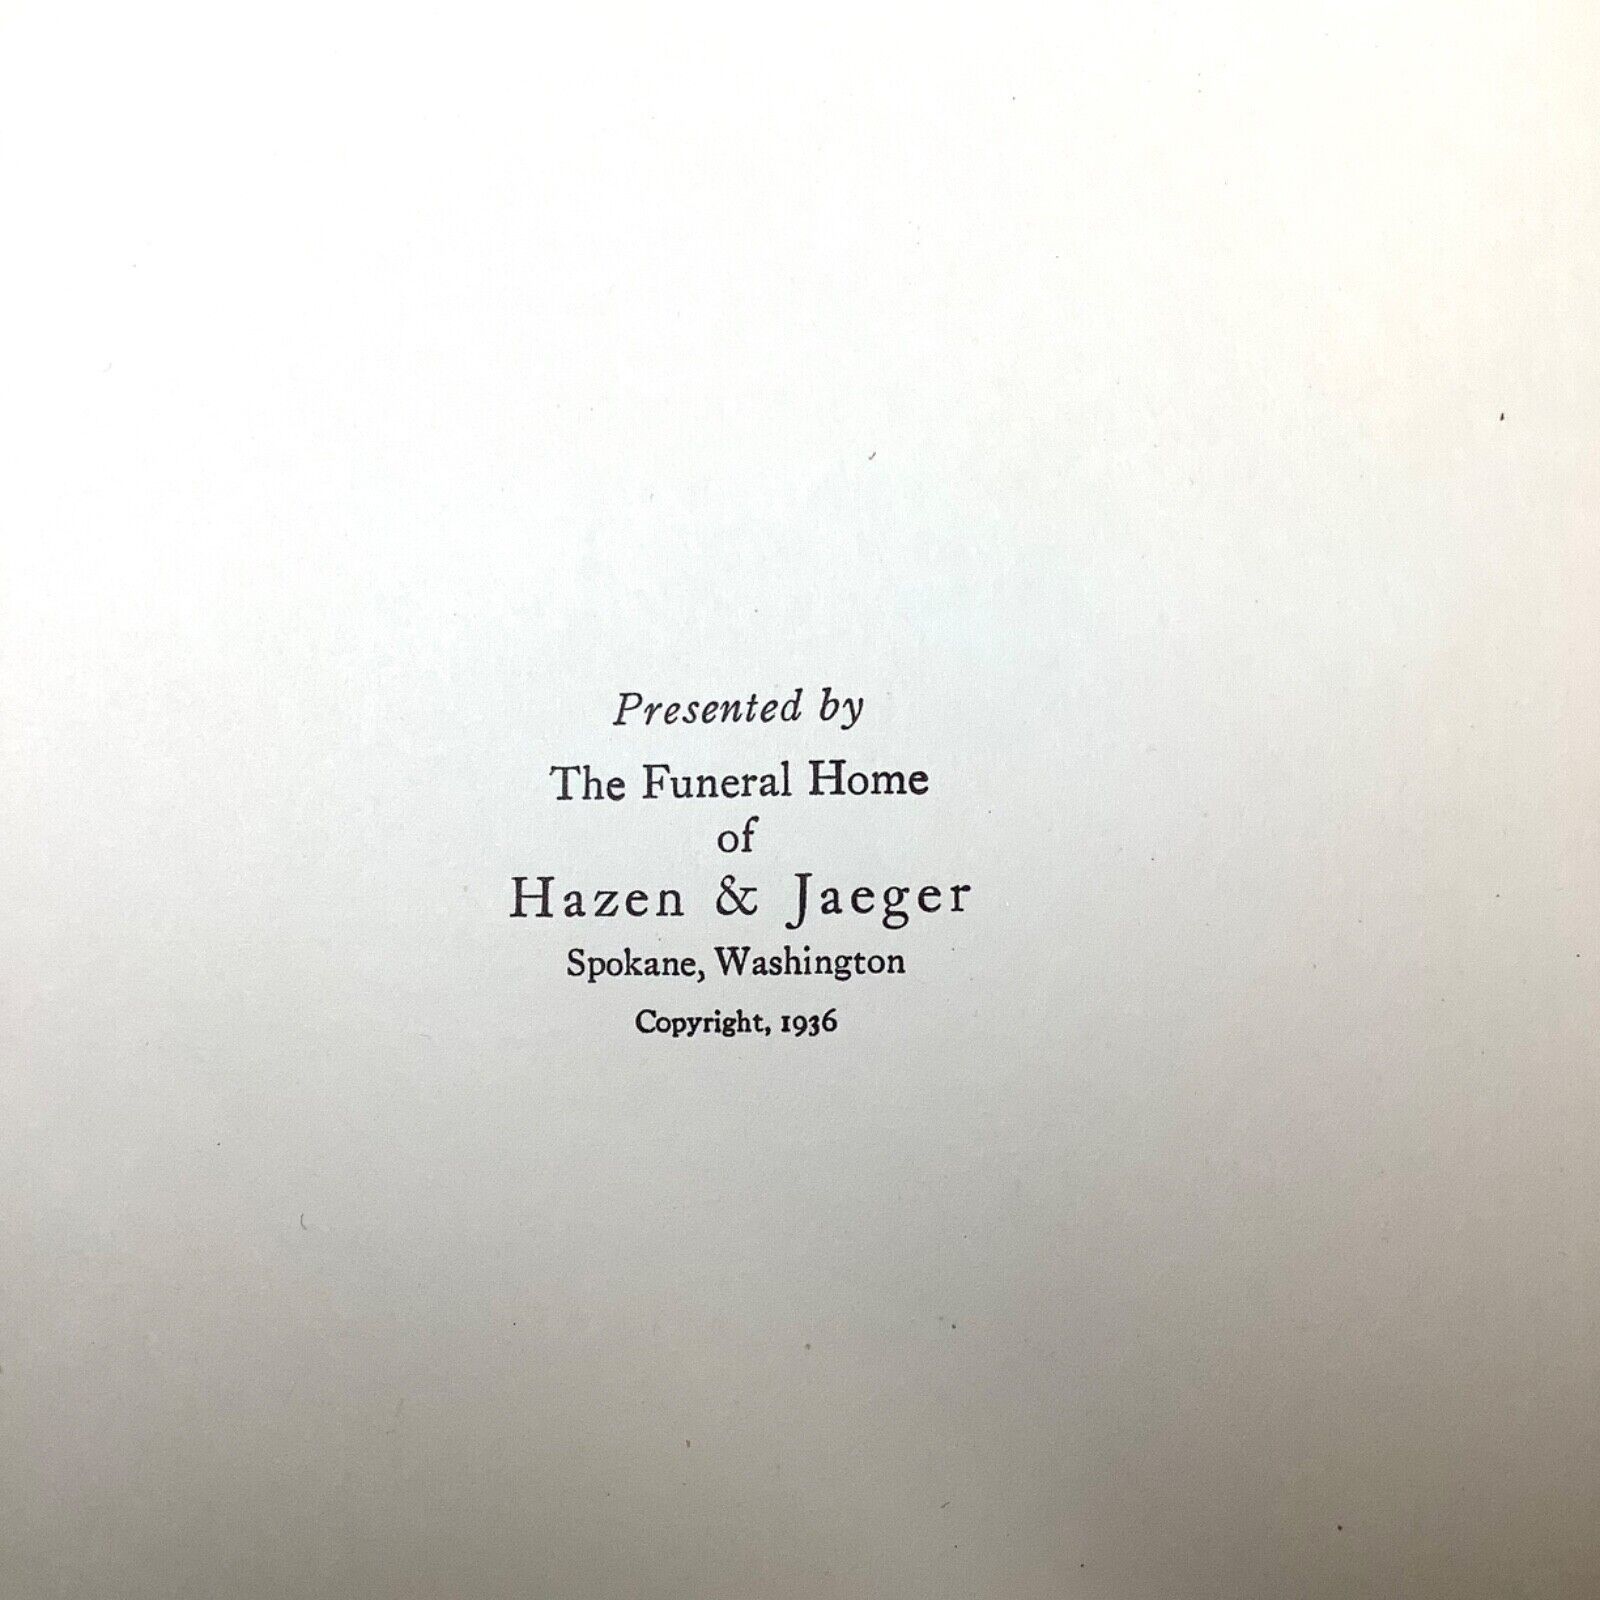 Presented by
The Funeral Home
of
Hazen & Jaeger
Spokane, Washington
Copyright, 1936